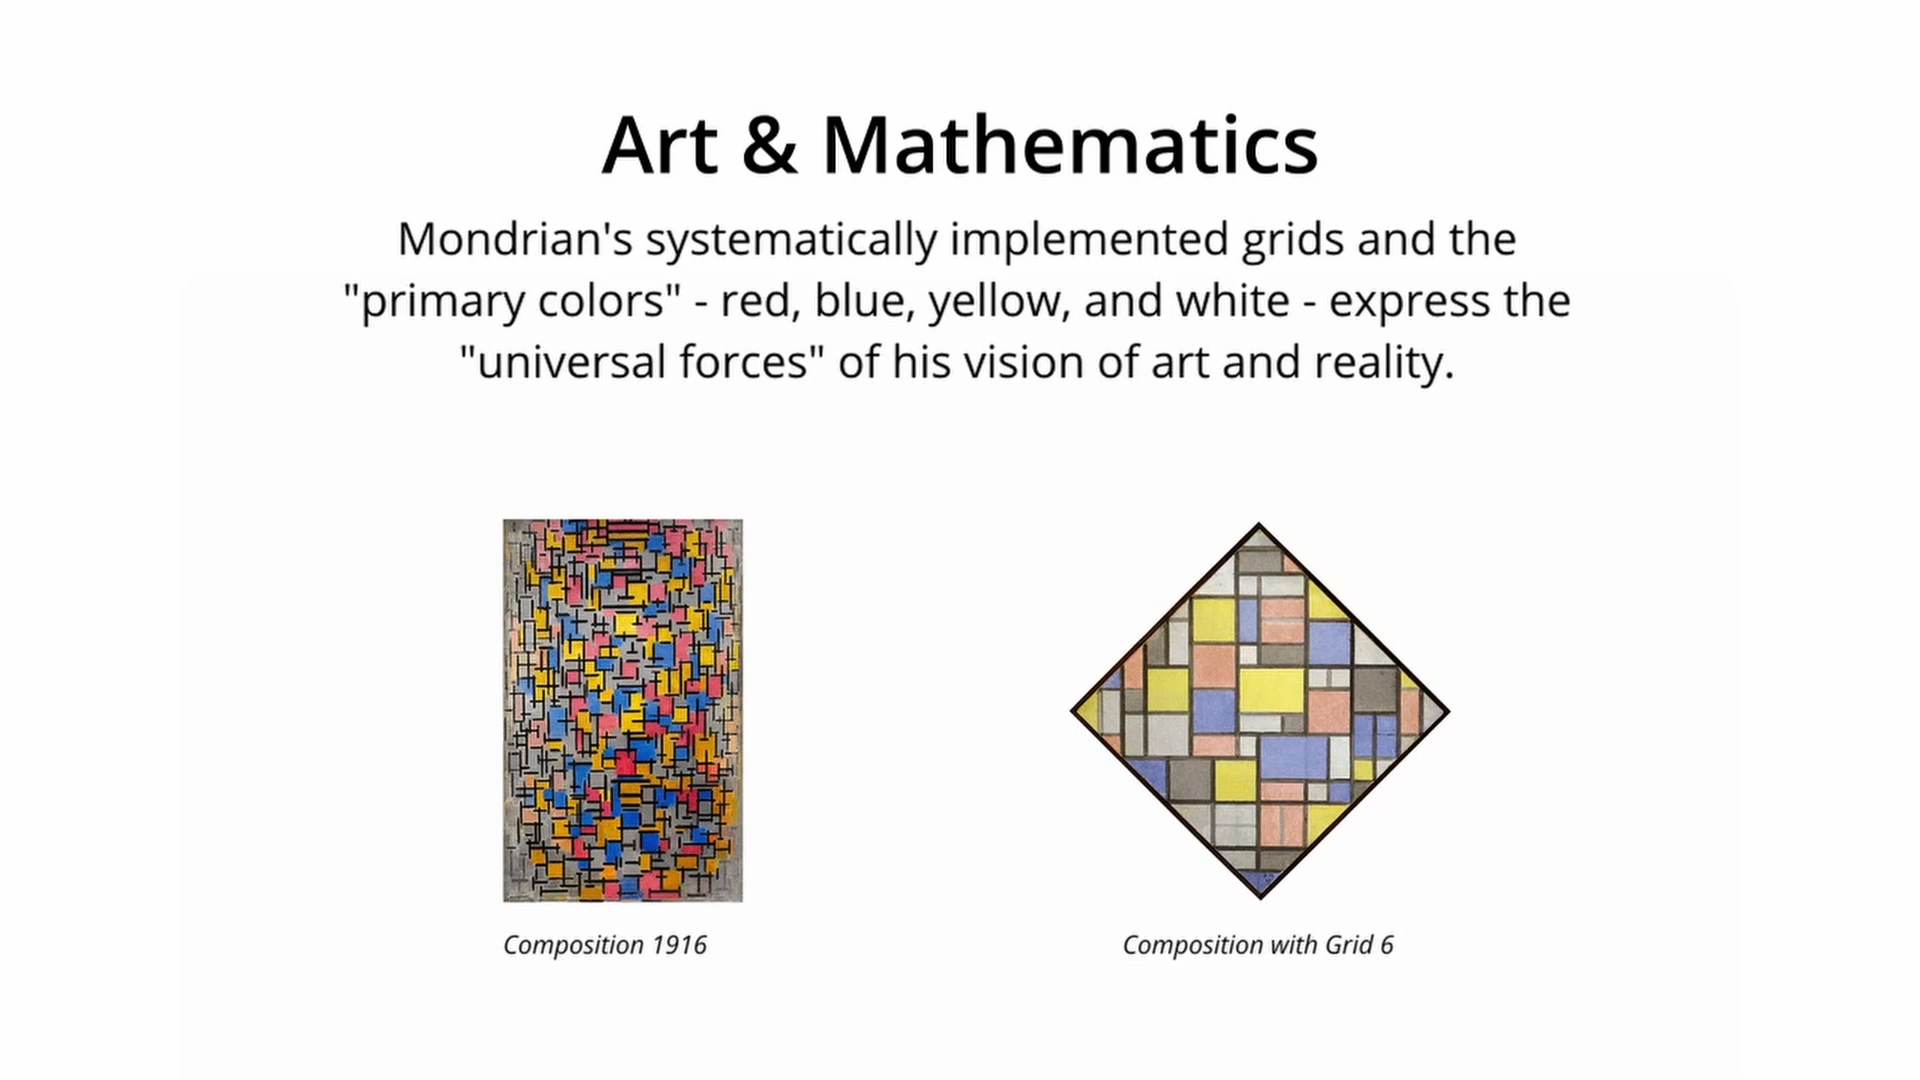 Art & Mathematics
Mondrian's systematically implemented grids and the
"primary colors" - red, blue, yellow, and white - express the
"universal forces" of his vision of art and reality.
Composition 1916
Composition with Grid 6